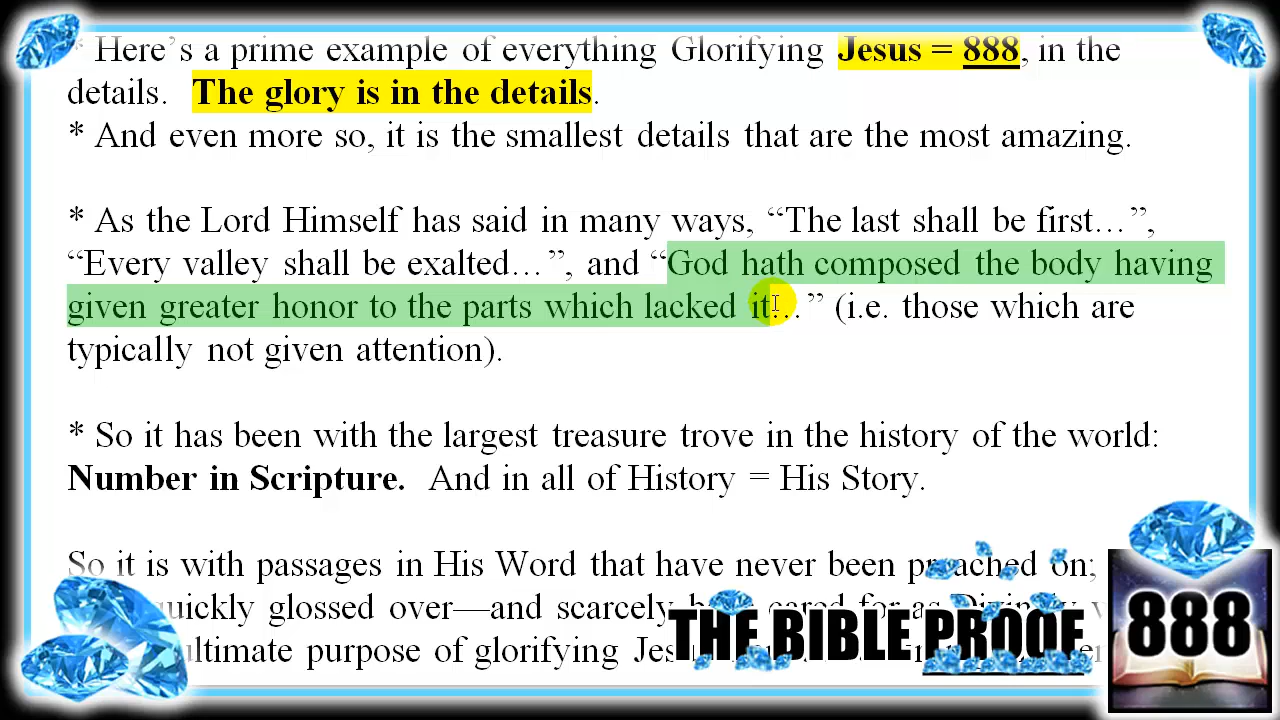 * Here’s a prime example of everything Glorifying Jesus = 888, in the
details. The glory is in the details.
* And even more so, it is the smallest details that are the most amazing.
* As the Lord Himself has said in many ways, “The last shall be first…”,
“Every valley shall be exalted…”, and “God hath composed the body having
given greater honor to the parts which lacked it…” (i.e. those which are
typically not given attention).
* So it has been with the largest treasure trove in the history of the world:
Number in Scripture. And in all of History = His Story.
So it is with passages in His Word that have never been preached on;
quickly glossed over—and scarcely
ultimate purpose of glorifying
THE BIBLE PROOF
888